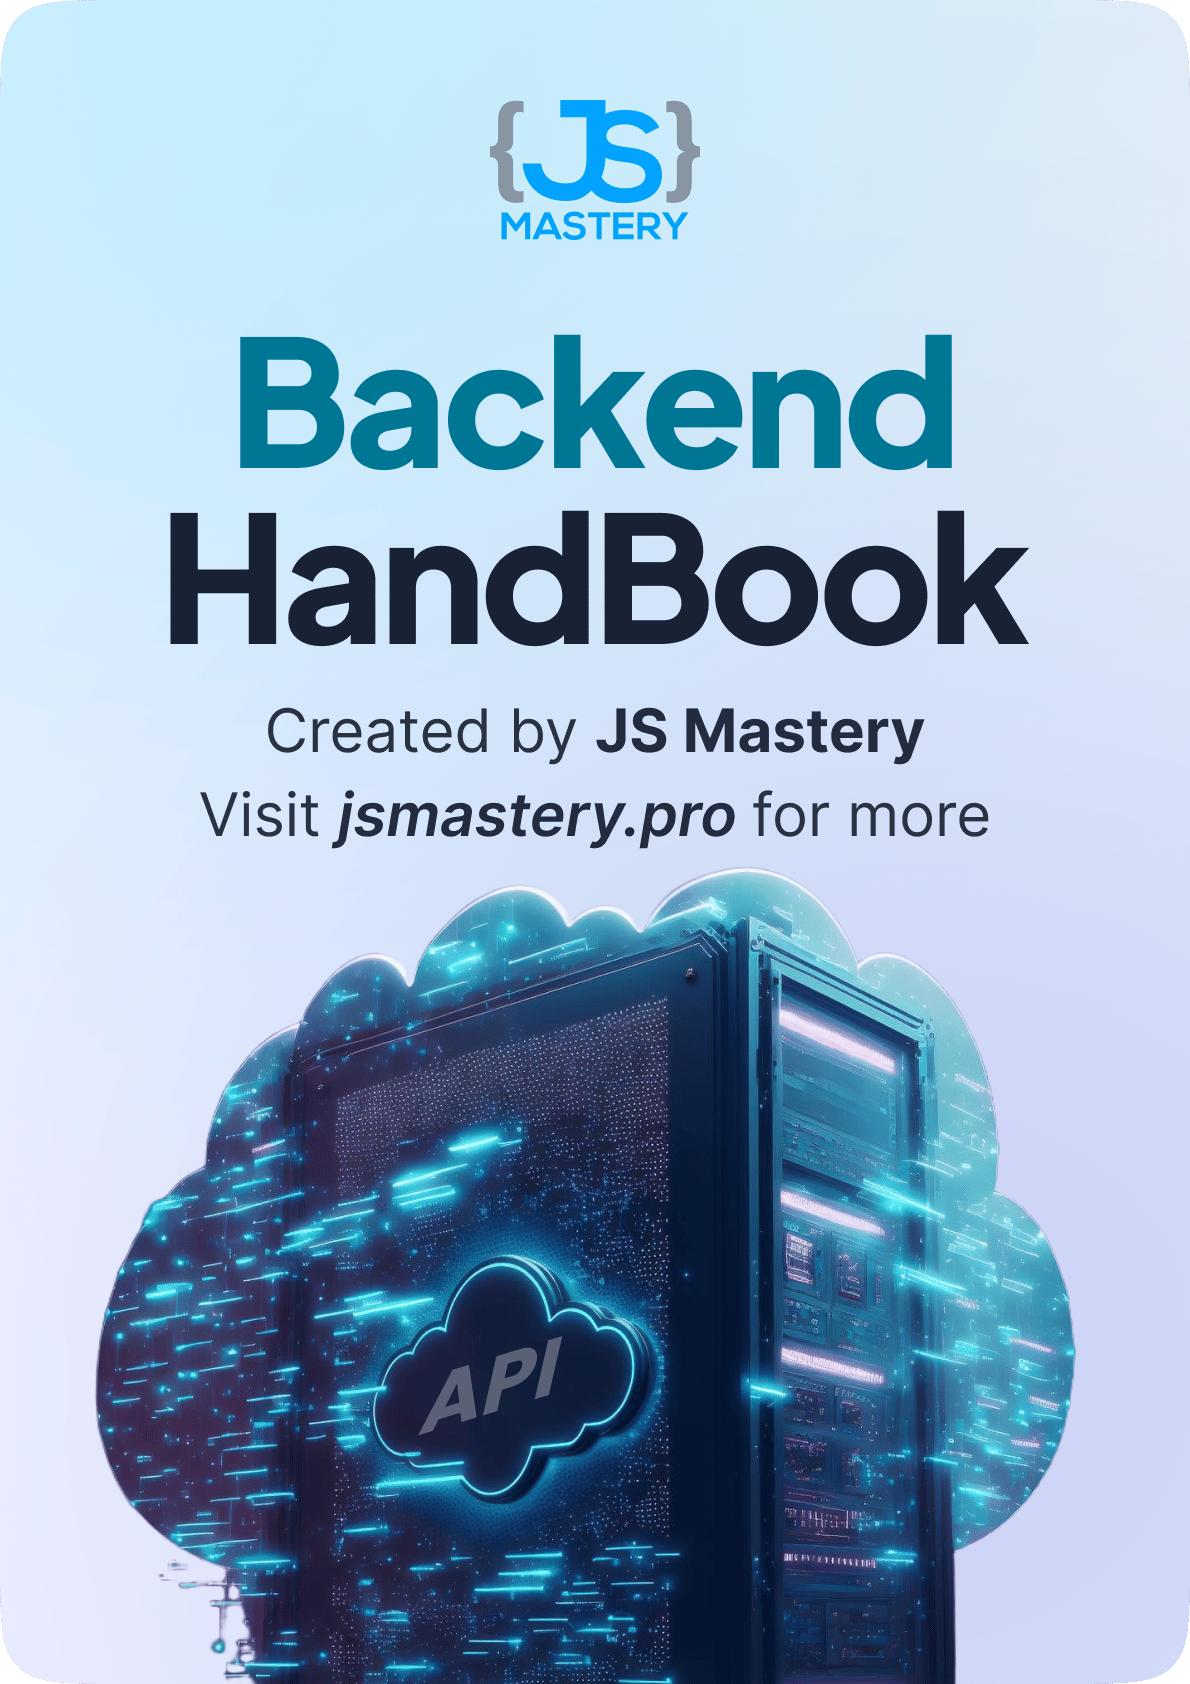 {JS}
MASTERY
Backend
HandBook
Created by JS Mastery
Visit jsmastery.pro for more
API